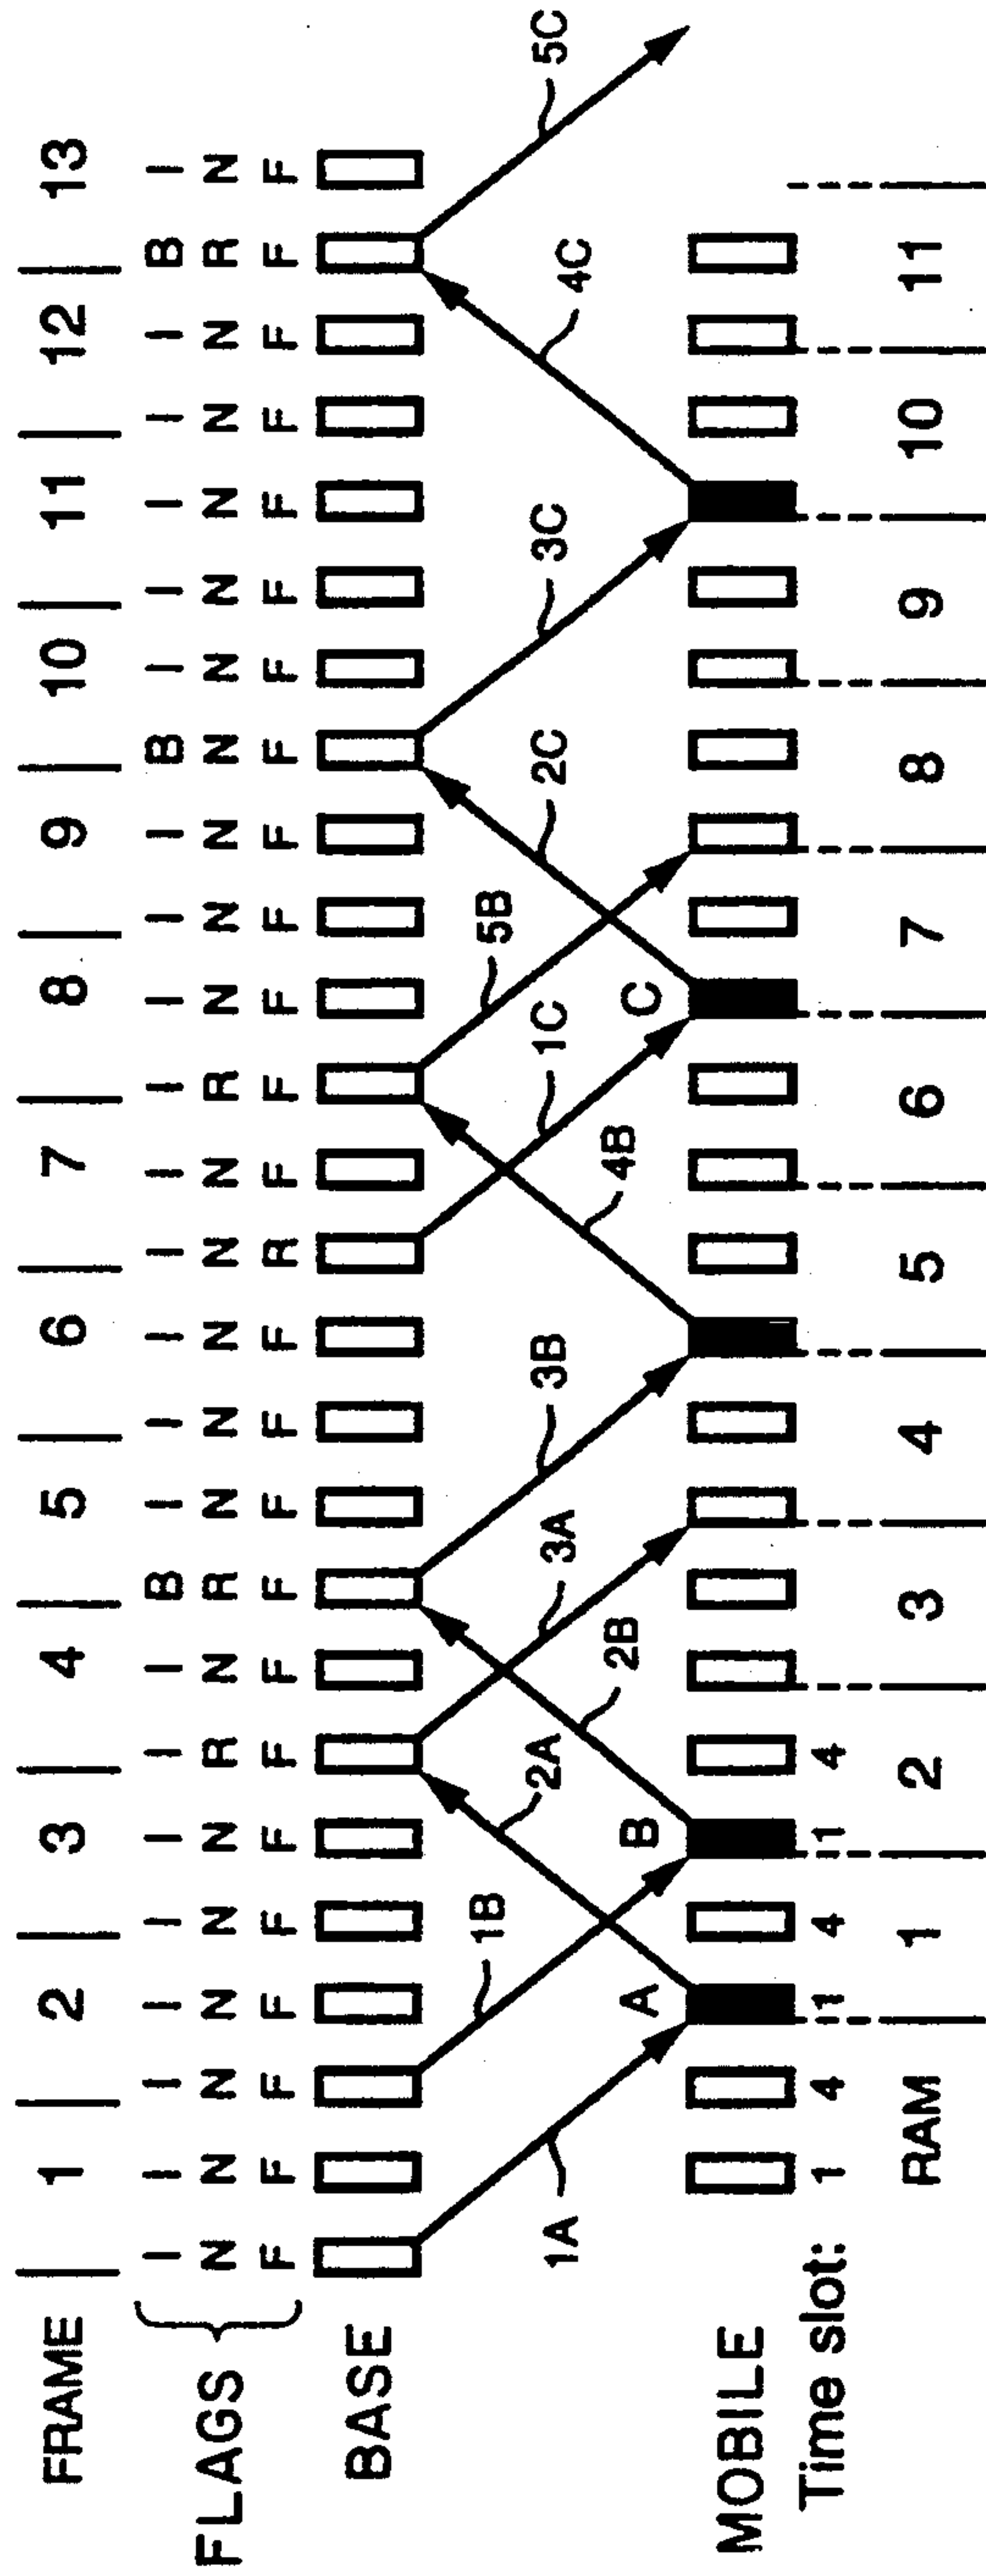 FRAME 1 2 3 4 5 6 7 8 9 10 11 12 13
FLAGS
I I I I I I I I B I I I I I I I I I B I I I I I B I
N N N N N N R N R N N N N N R N N N N N N N N N R N
F F F F F F F F F F F F R F F F F F F F F F F F F F
BASE
1A 1B 2A 2B 3A 3B 4B 1C 5B 2C 3C 4C 5C
A B C
MOBILE
Time slot: 1 4 11 4 11 4
RAM 1 2 3 4 5 6 7 8 9 10 11